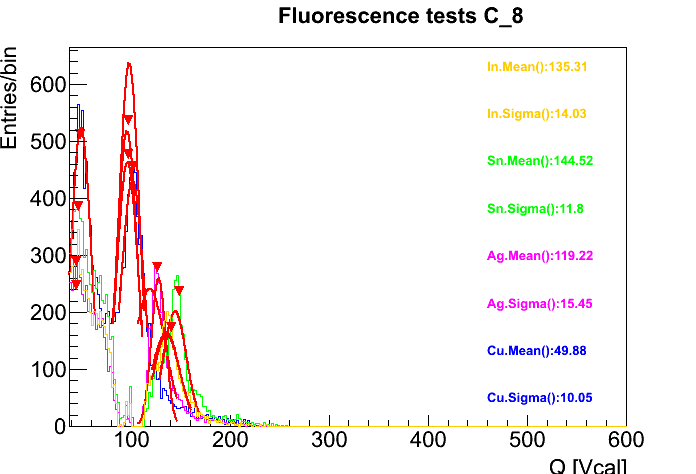 Fluorescence tests C_8
Entries/bin
600
500
400
300
200
100
0
In.Mean():135.31
In.Sigma():14.03
Sn.Mean():144.52
Sn.Sigma():11.8
Ag.Mean():119.22
Ag.Sigma():15.45
Cu.Mean():49.88
Cu.Sigma():10.05
100 200 300 400 500 600
Q [Vcal]